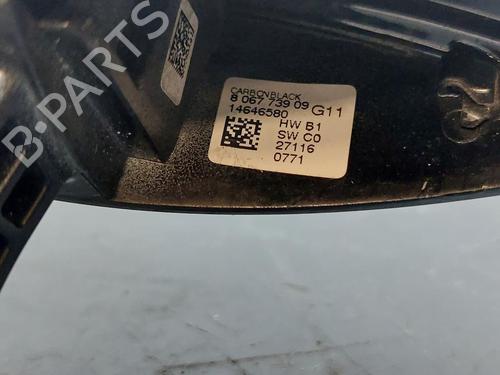 B-PARTS
CARBONBLACK
8 067 739 09 G11
14646580
HW B1
SW C0
27116
0771